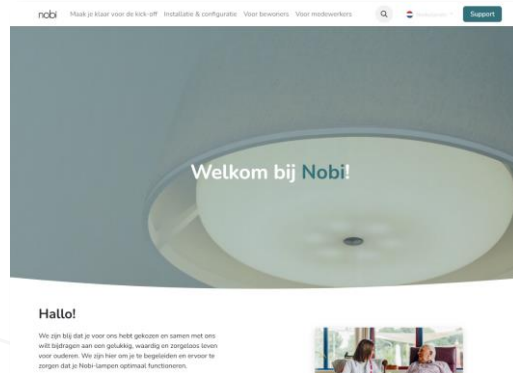 nobi
Maak je klaar voor de kick-off Installatie & configuratie Voor bewoners Voor medewerkers
Support
Welkom bij Nobi!
Hallo!
We zijn blij dat je voor ons hebt gekozen en samen met ons
wilt bijdragen aan een gelukkig, waardig en zorgeloos leven
voor ouderen. We zijn hier om je te begeleiden en ervoor te
zorgen dat je Nobi-lampen optimaal functioneren.